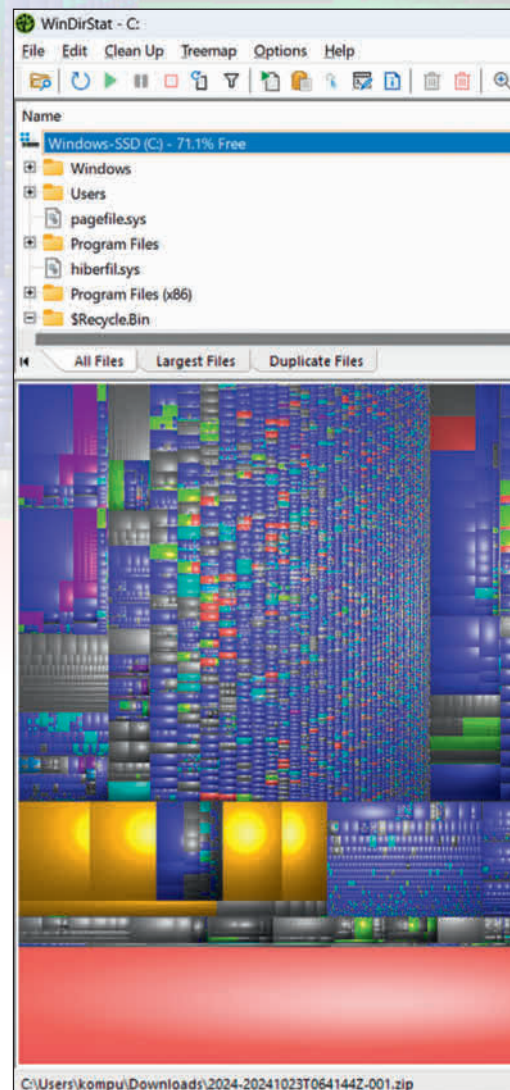 WinDirStat - C:
File Edit Clean Up Treemap Options Help
Name
Windows-SSD (C:) - 71.1% Free
Windows
Users
pagefile.sys
Program Files
hiberfil.sys
Program Files (x86)
$Recycle.Bin
All Files Largest Files Duplicate Files
C:\Users\kompu\Downloads\2024-20241023T064144Z-001.zip